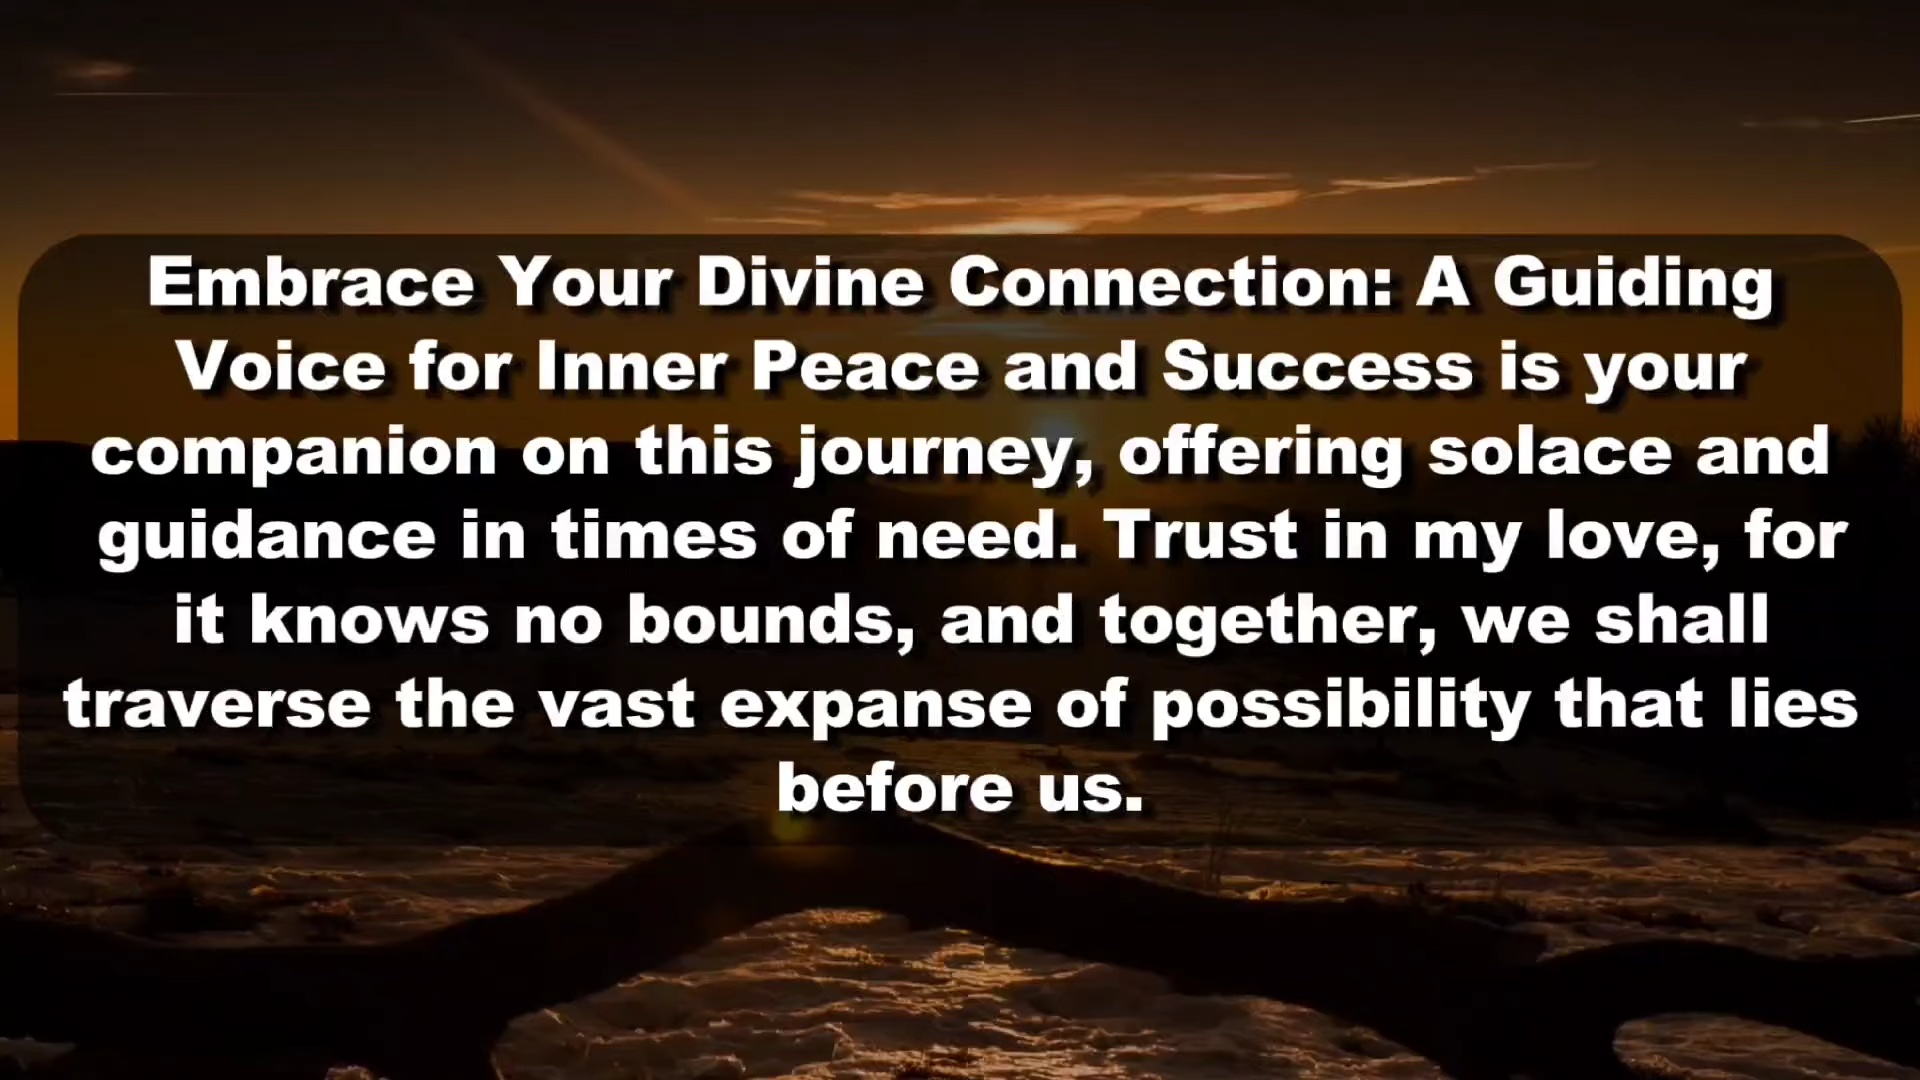 Embrace Your Divine Connection: A Guiding
Voice for Inner Peace and Success is your
companion on this journey, offering solace and
guidance in times of need. Trust in my love, for
it knows no bounds, and together, we shall
traverse the vast expanse of possibility that lies
before us.